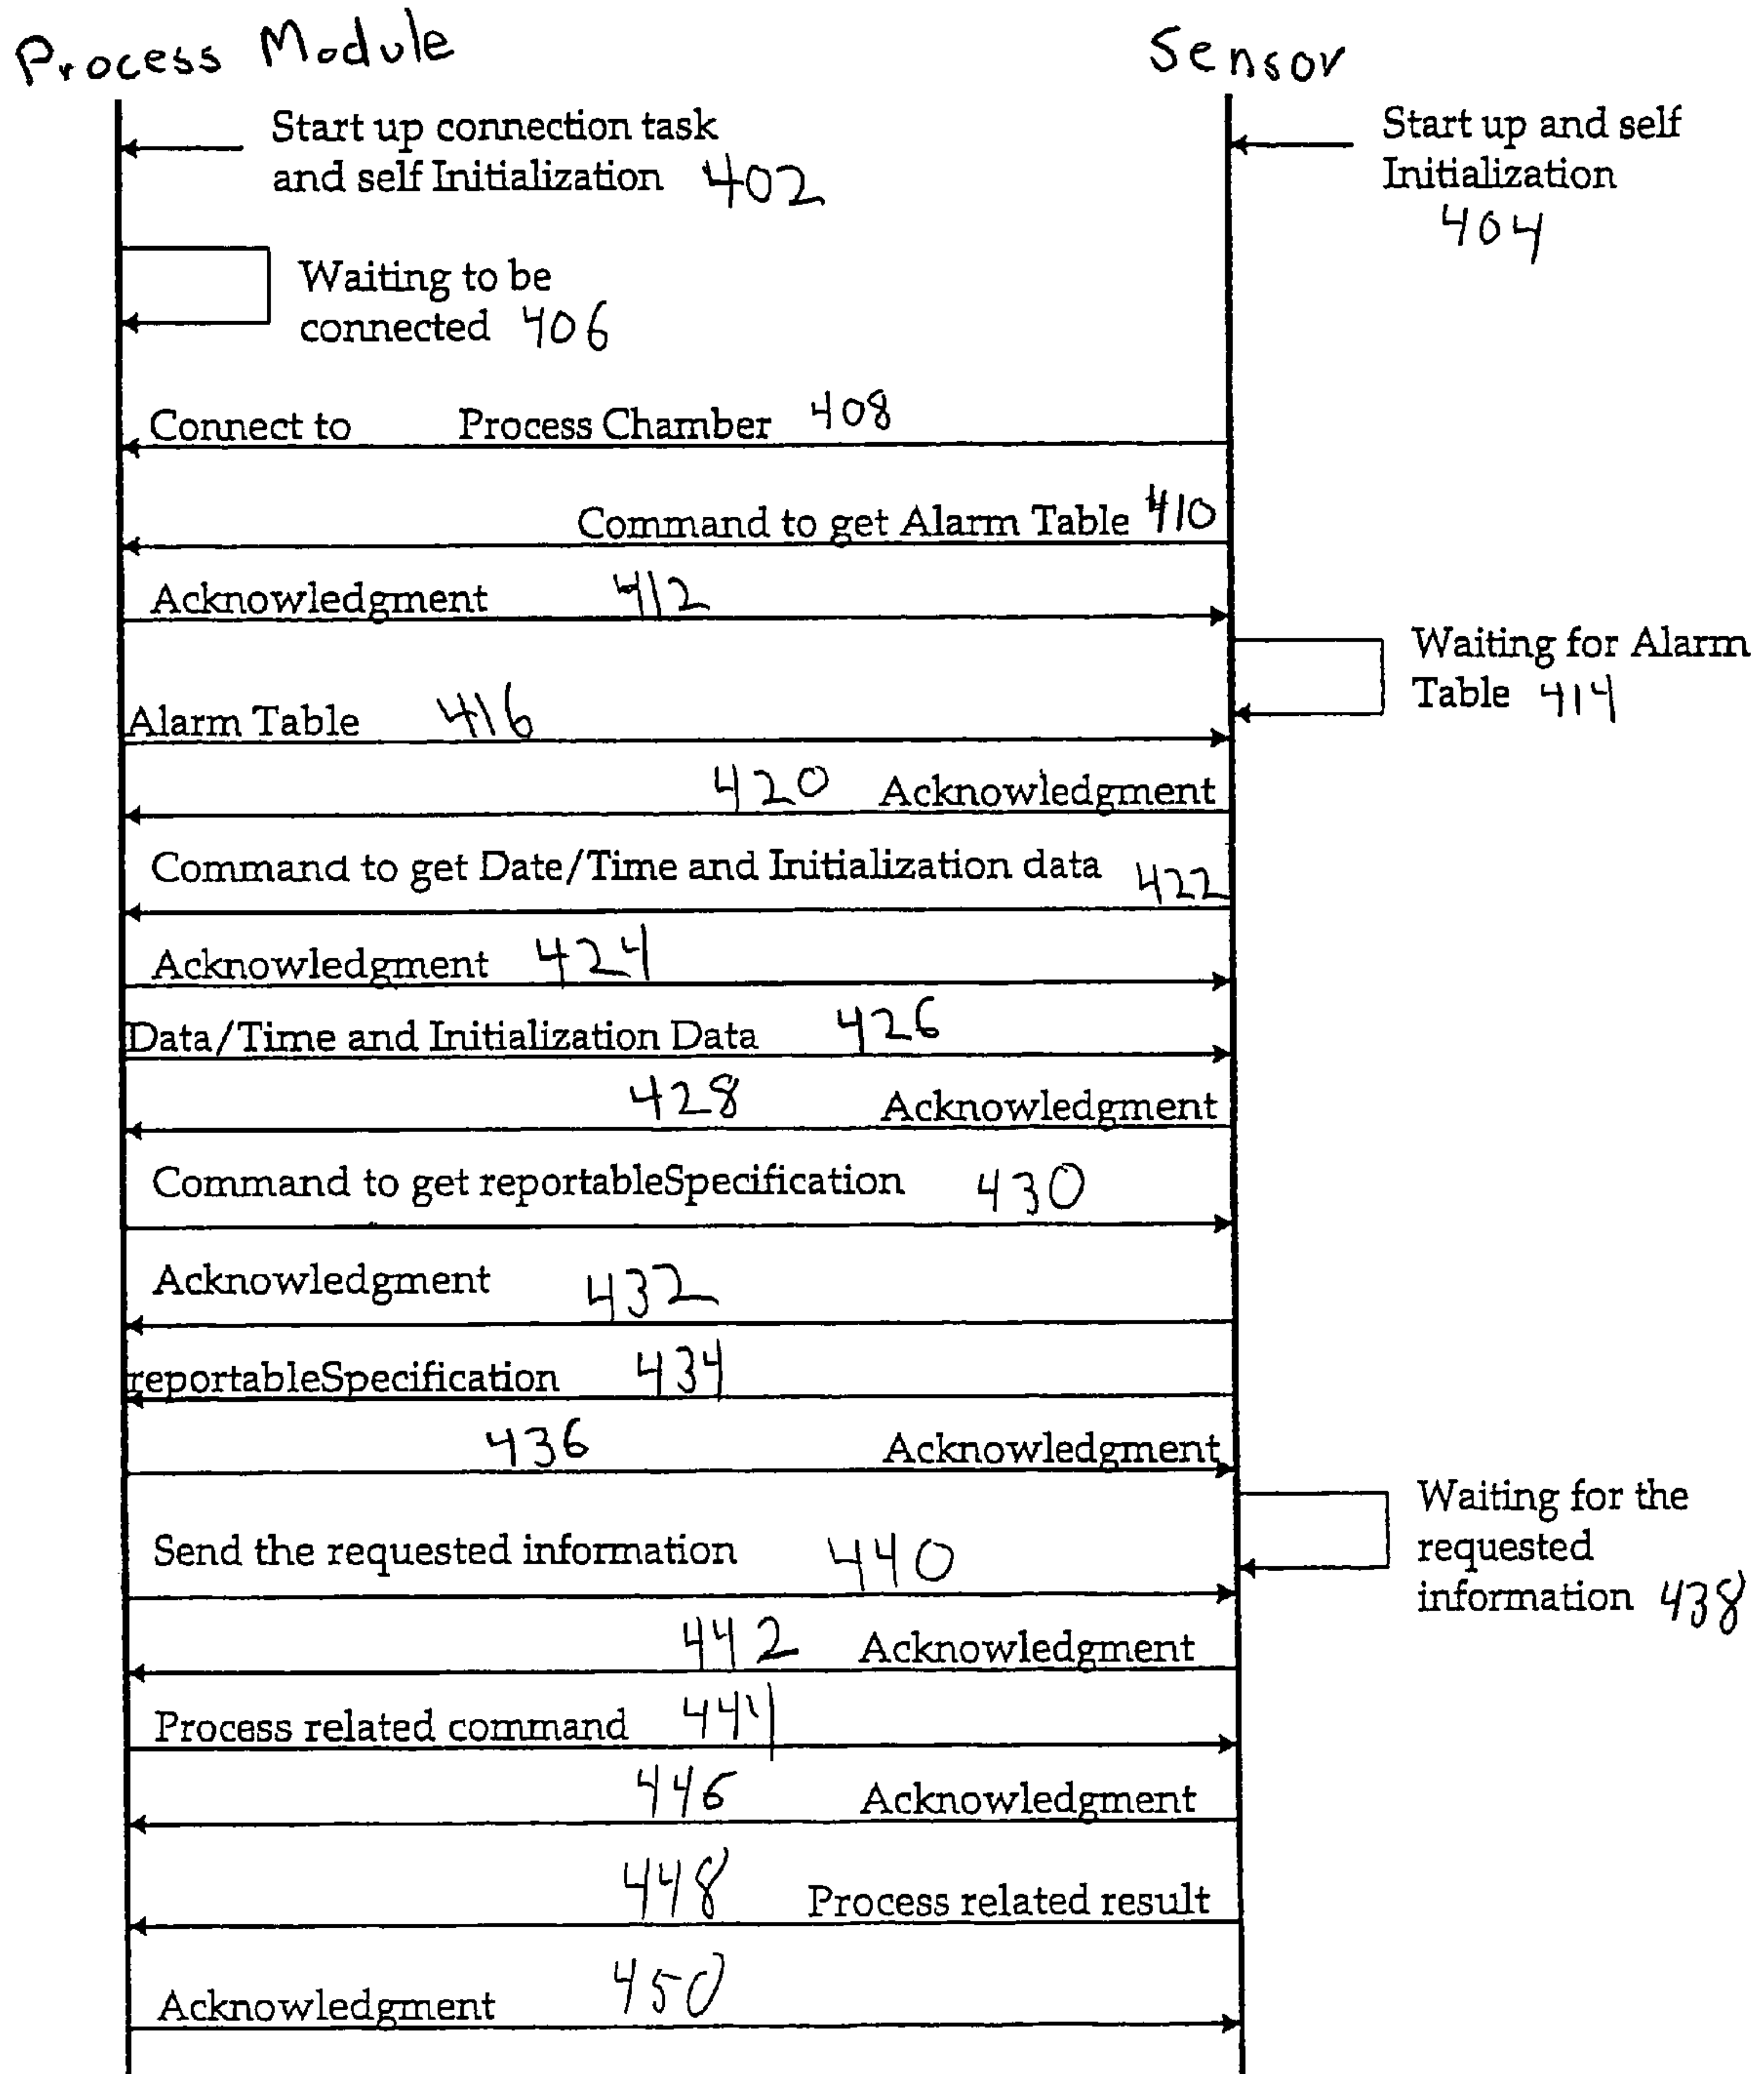 Process Module
Sensor
Start up connection task
and self Initialization 402
Start up and self
Initialization
404
Waiting to be
connected 406
Connect to Process Chamber 408
Command to get Alarm Table 410
Acknowledgment 412
Waiting for Alarm
Table 414
Alarm Table 416
420 Acknowledgment
Command to get Date/Time and Initialization data 422
Acknowledgment 424
Data/Time and Initialization Data 426
428 Acknowledgment
Command to get reportableSpecification 430
Acknowledgment 432
reportableSpecification 434
436 Acknowledgment
Waiting for the
requested
information 438
Send the requested information 440
442 Acknowledgment
Process related command 444
446 Acknowledgment
448 Process related result
Acknowledgment 450